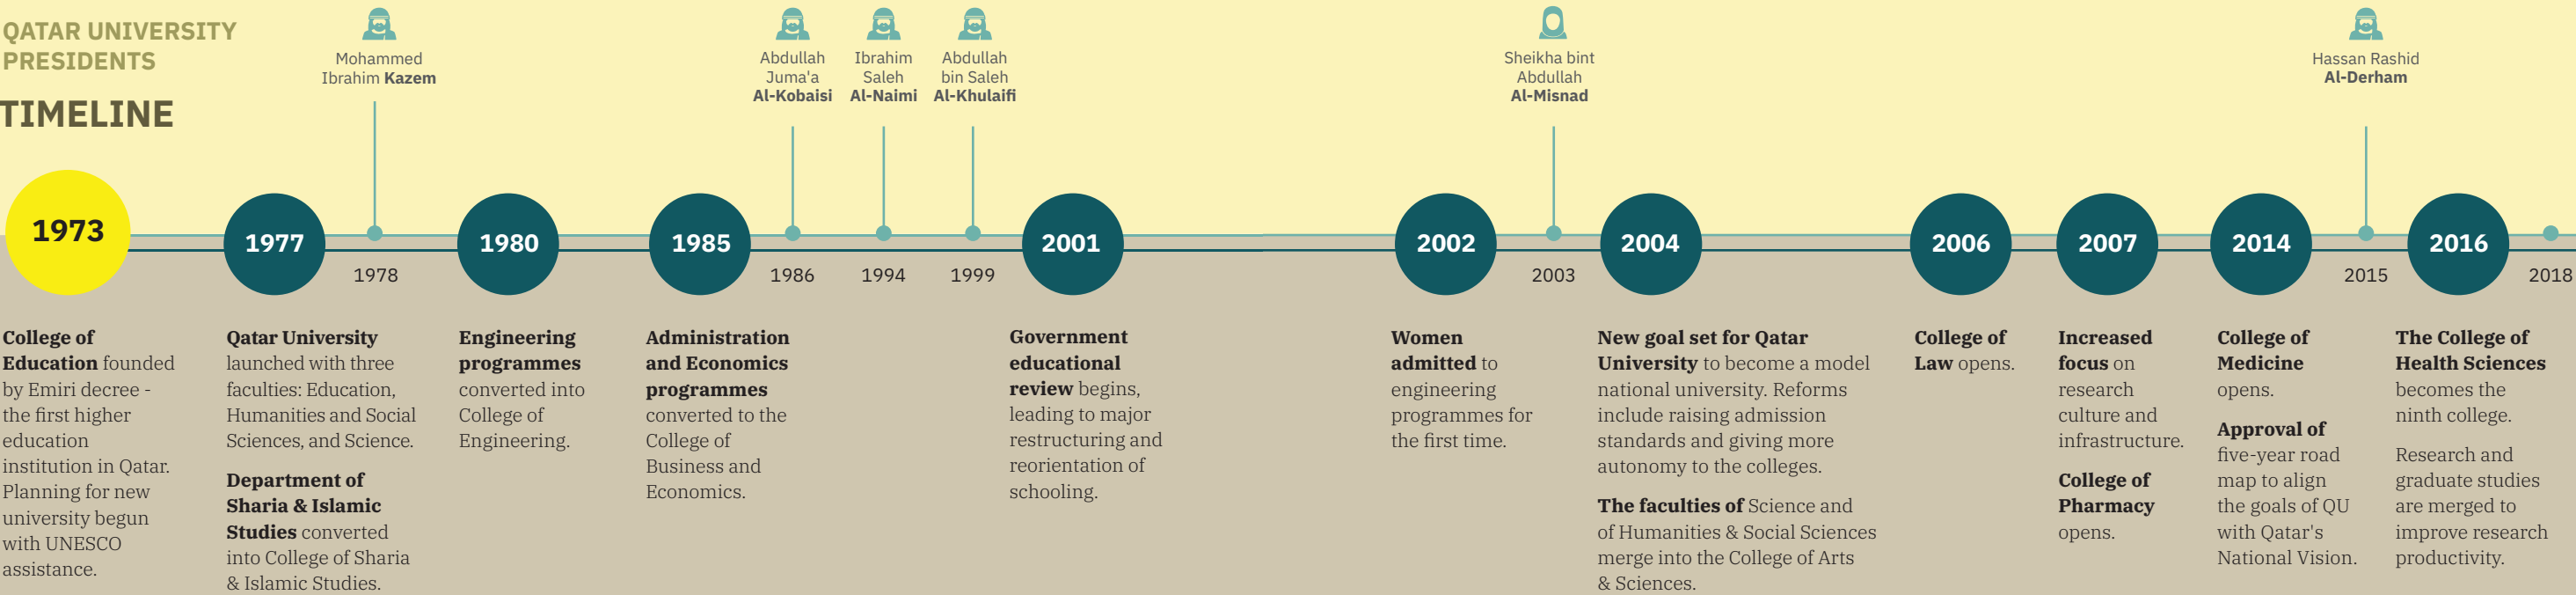 QATAR UNIVERSITY
PRESIDENTS
TIMELINE
Mohammed
Ibrahim Kazem
Abdullah
Juma'a
Al-Kobaisi
Ibrahim
Saleh
Al-Naimi
Abdullah
bin Saleh
Al-Khulaifi
Sheikha bint
Abdullah
Al-Misnad
Hassan Rashid
Al-Derham
1973
1977
1978
1980
1985
1986
1994
1999
2001
2002
2003
2004
2006
2007
2014
2015
2016
2018
College of
Education founded
by Emiri decree -
the first higher
education
institution in Qatar.
Planning for new
university begun
with UNESCO
assistance.
Qatar University
launched with three
faculties: Education,
Humanities and Social
Sciences, and Science.
Department of
Sharia & Islamic
Studies converted
into College of Sharia
& Islamic Studies.
Engineering
programmes
converted into
College of
Engineering.
Administration
and Economics
programmes
converted to the
College of
Business and
Economics.
Government
educational
review begins,
leading to major
restructuring and
reorientation of
schooling.
Women
admitted to
engineering
programmes for
the first time.
New goal set for Qatar
University to become a model
national university. Reforms
include raising admission
standards and giving more
autonomy to the colleges.
The faculties of Science and
of Humanities & Social Sciences
merge into the College of Arts
& Sciences.
College of
Law opens.
Increased
focus on
research
culture and
infrastructure.
College of
Pharmacy
opens.
College of
Medicine
opens.
Approval of
five-year road
map to align
the goals of QU
with Qatar's
National Vision.
The College of
Health Sciences
becomes the
ninth college.
Research and
graduate studies
are merged to
improve research
productivity.